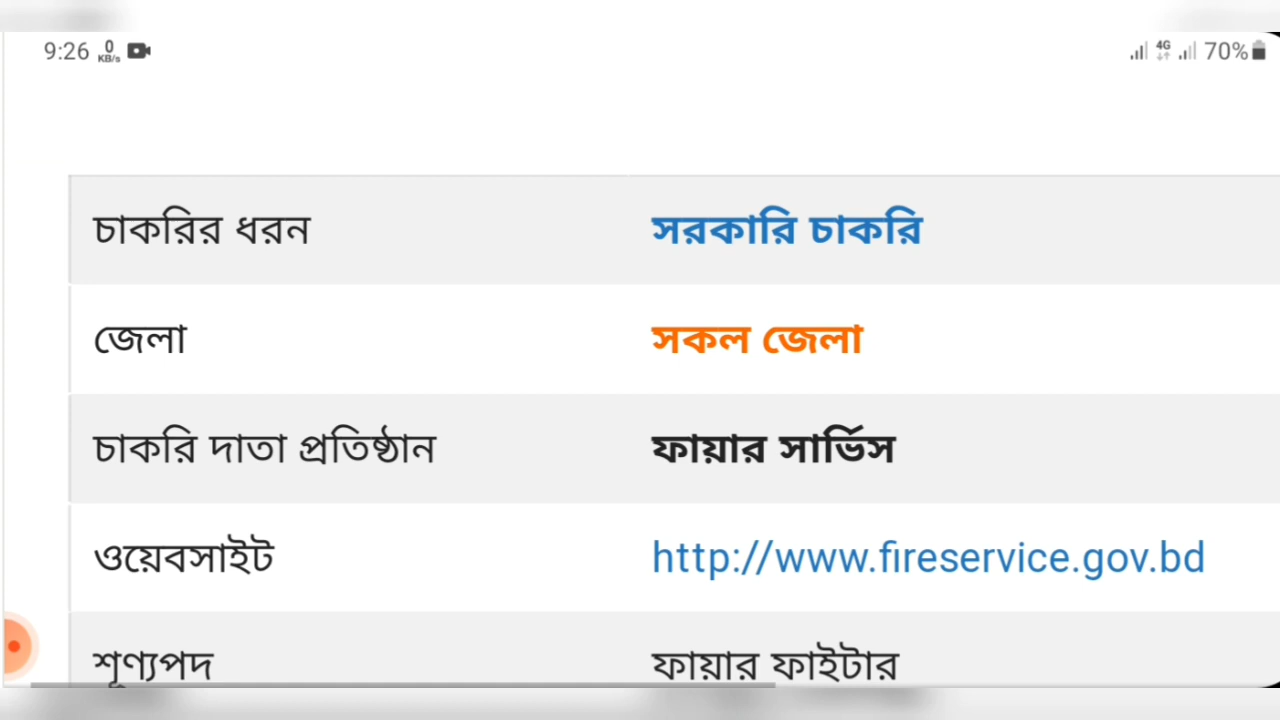 9:26 0 KB/s 4G 70%
চাকরির ধরন সরকারি চাকরি
জেলা সকল জেলা
চাকরি দাতা প্রতিষ্ঠান ফায়ার সার্ভিস
ওয়েবসাইট http://www.fireservice.gov.bd
শূণ্যপদ ফায়ার ফাইটার